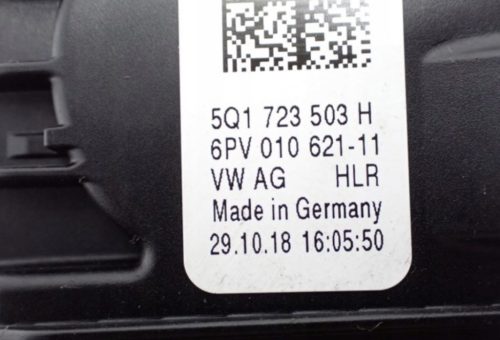 5Q1 723 503 H
6PV 010 621-11
VW AG HLR
Made in Germany
29.10.18 16:05:50